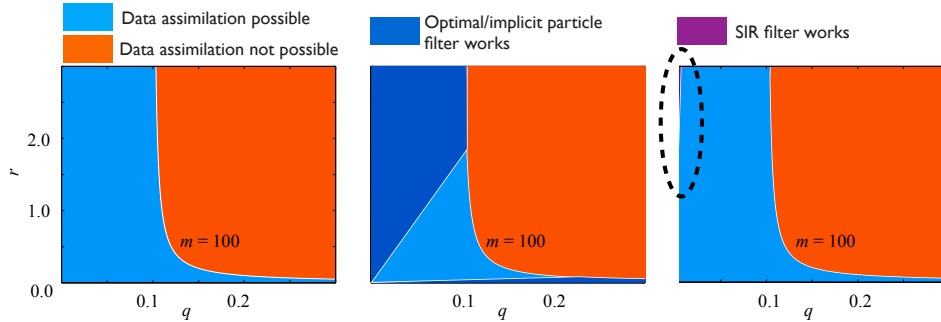 Data assimilation possible
Data assimilation not possible
Optimal/implicit particle
filter works
SIR filter works
r
2.0
1.0
0.0
m = 100
0.1
0.2
q
m = 100
0.1
0.2
q
m = 100
0.1
0.2
q